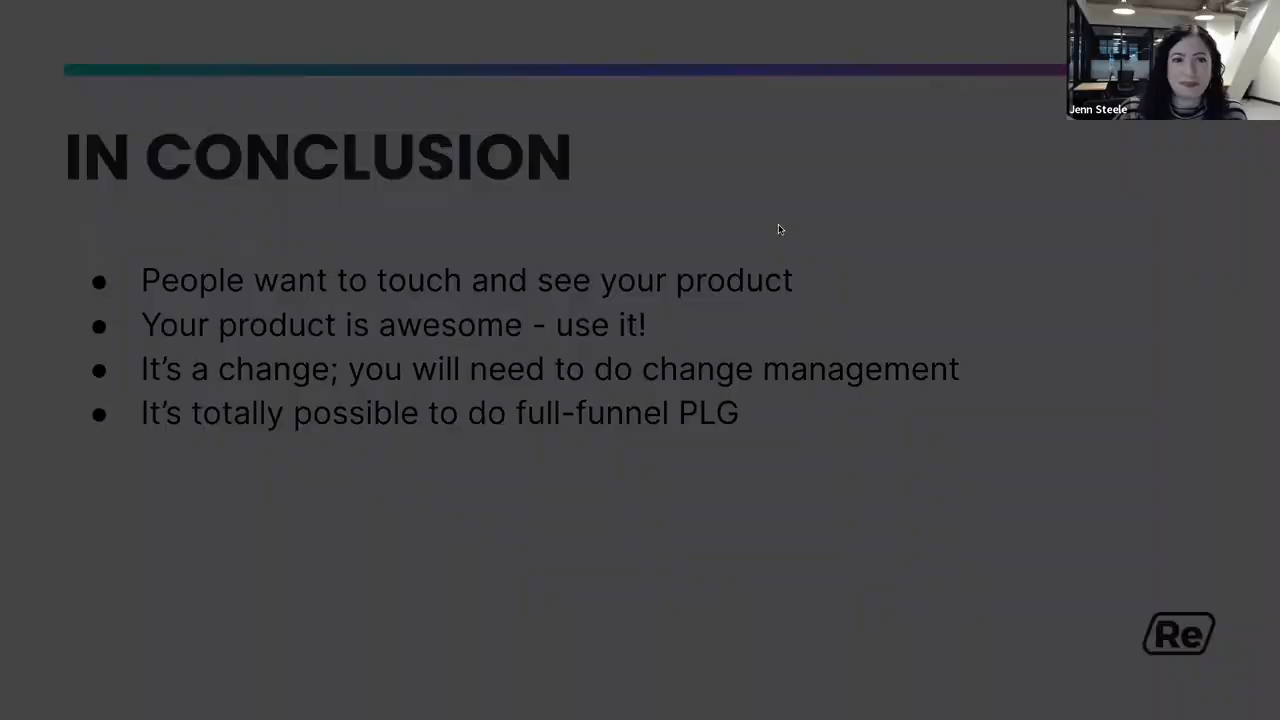 Jenn Steele
IN CONCLUSION
● People want to touch and see your product
● Your product is awesome - use it!
● It’s a change; you will need to do change management
● It’s totally possible to do full-funnel PLG
Re